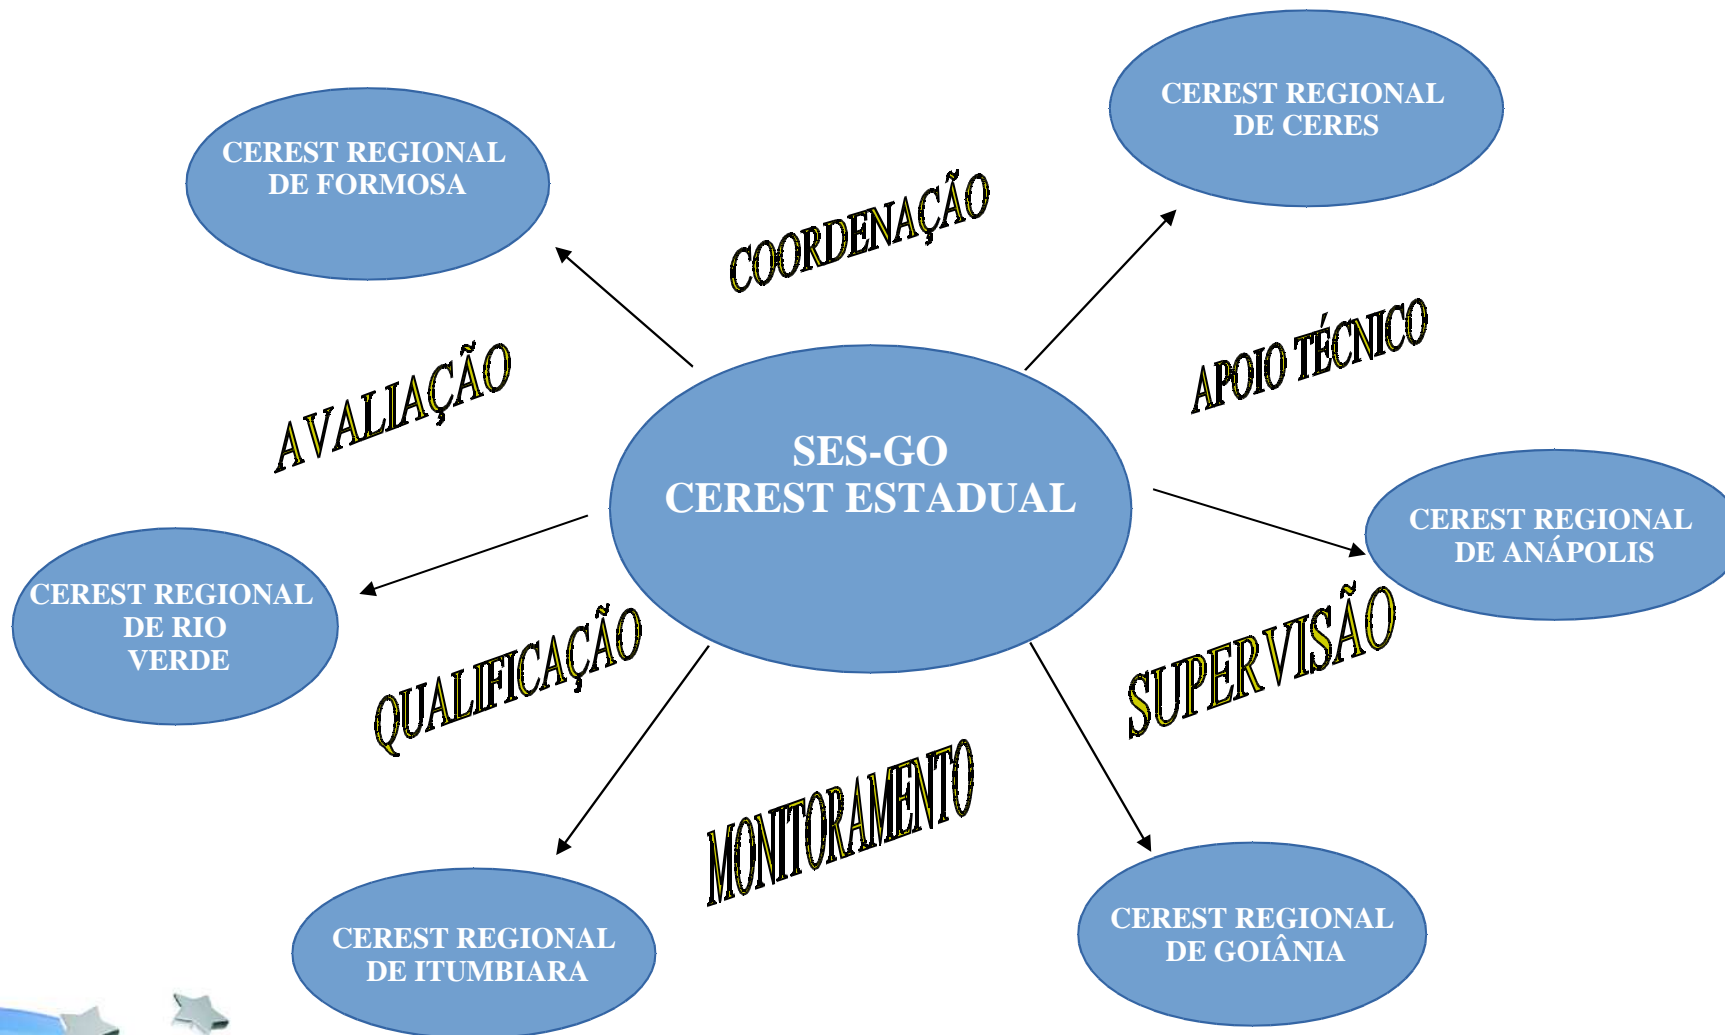 CEREST REGIONAL
DE CERES
CEREST REGIONAL
DE FORMOSA
COORDENAÇÃO
APOIO TÉCNICO
AVALIAÇÃO
SES-GO
CEREST ESTADUAL
CEREST REGIONAL
DE ANÁPOLIS
CEREST REGIONAL
DE RIO
VERDE
QUALIFICAÇÃO
SUPERVISÃO
MONITORAMENTO
CEREST REGIONAL
DE ITUMBIARA
CEREST REGIONAL
DE GOIÂNIA